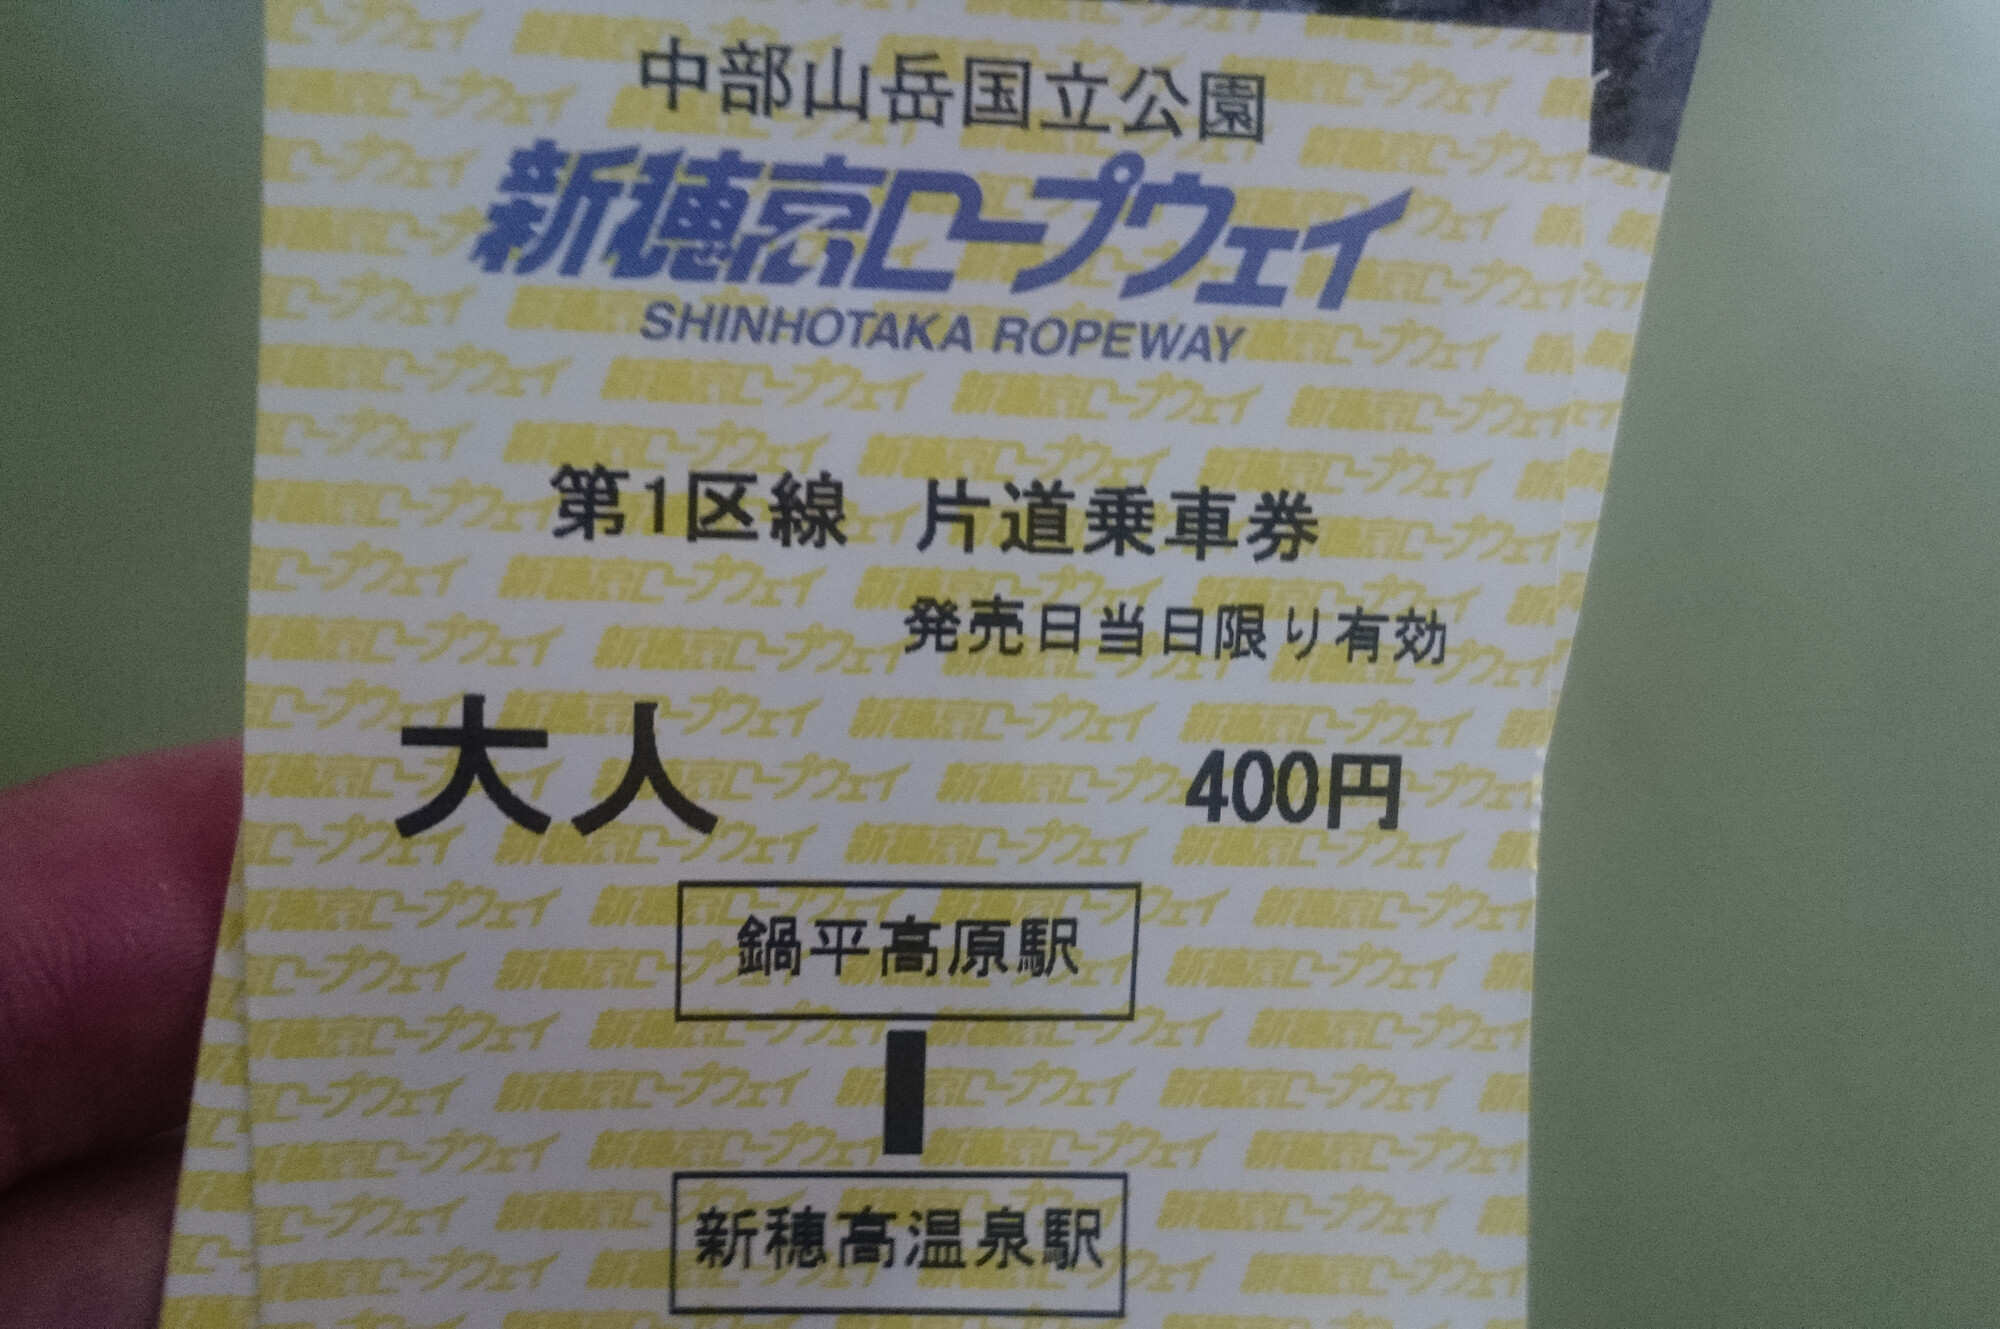 中部山岳国立公園
新穂高ロープウェイ
SHINHOTAKA ROPEWAY
第1区線 片道乗車券
発売日当日限り有効
大人 400円
鍋平高原駅
新穂高温泉駅